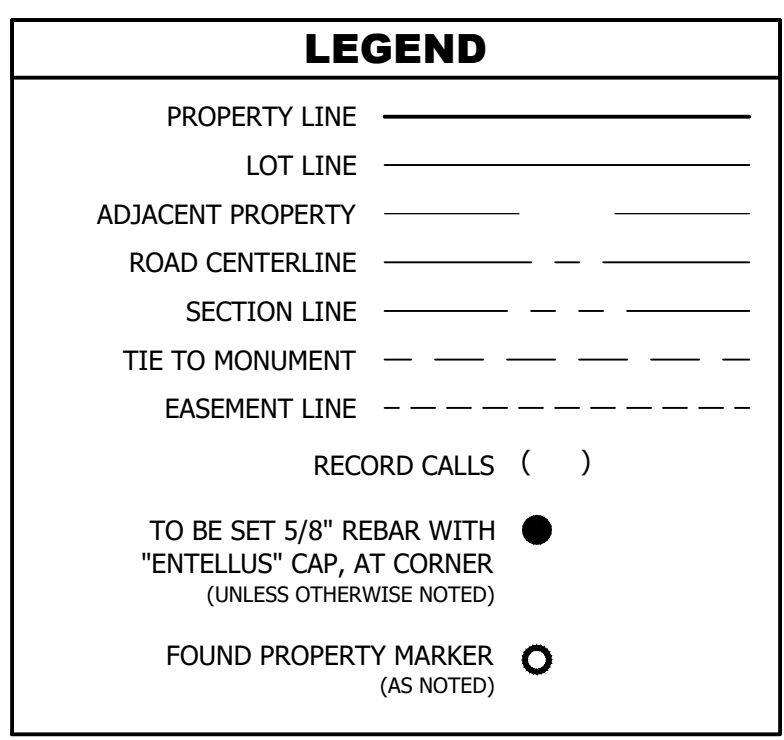 LEGEND
PROPERTY LINE
LOT LINE
ADJACENT PROPERTY
ROAD CENTERLINE
SECTION LINE
TIE TO MONUMENT
EASEMENT LINE
RECORD CALLS ( )
TO BE SET 5/8" REBAR WITH
"ENTELLUS" CAP, AT CORNER
(UNLESS OTHERWISE NOTED)
FOUND PROPERTY MARKER
(AS NOTED)